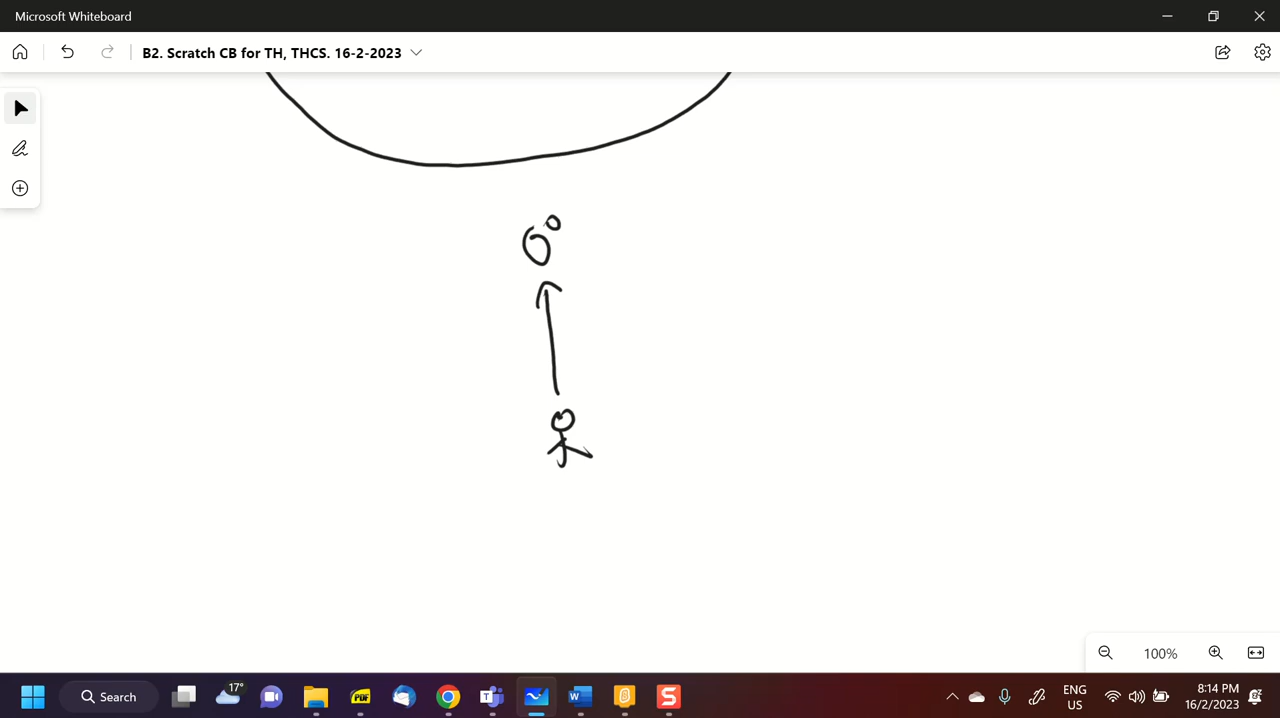 Microsoft Whiteboard
B2. Scratch CB for TH, THCS. 16-2-2023
0°
100%
17°
Search
PDF
ENG
US
8:14 PM
16/2/2023